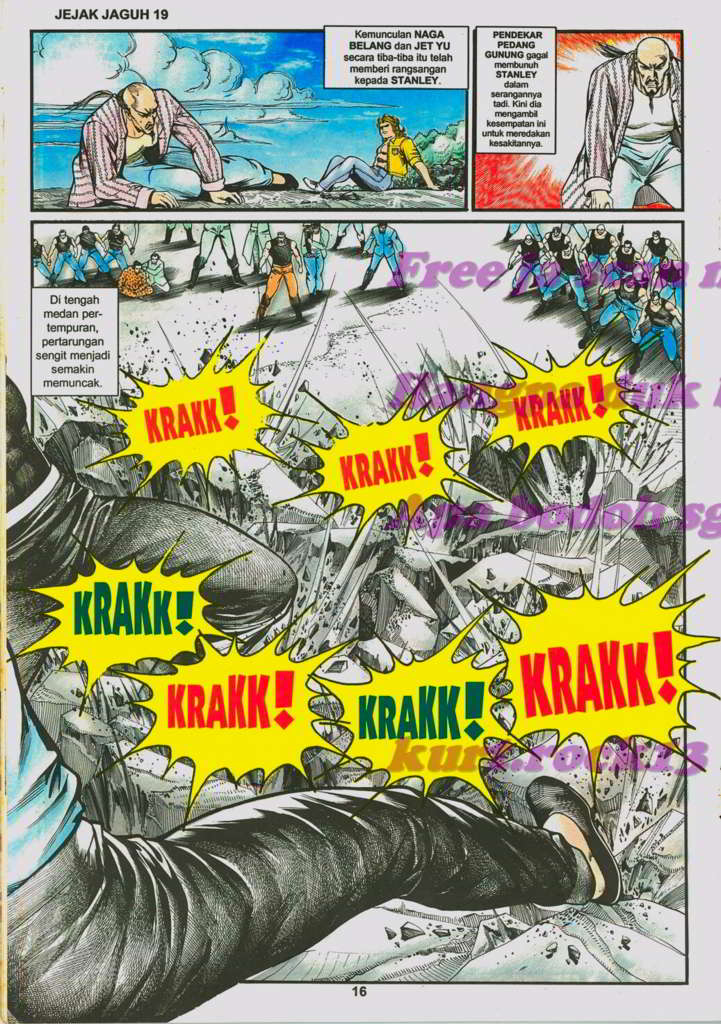 JEJAK JAGUH 19
Kemunculan NAGA
BELANG dan JET YU
secara tiba-tiba itu telah
memberi rangsangan
kepada STANLEY.
PENDEKAR
PEDANG
GUNUNG gagal
membunuh
STANLEY
dalam
serangannya
tadi. Kini dia
mengambil
kesempatan ini
untuk meredakan
kesakitannya.
Di tengah
medan per-
tempuran,
pertarungan
sengit menjadi
semakin
memuncak.
Free
KRAKK!
KRAKK!
KRAKK!
bodoh
KRAKK!
KRAKK!
KRAKK!
KRAKK!
16